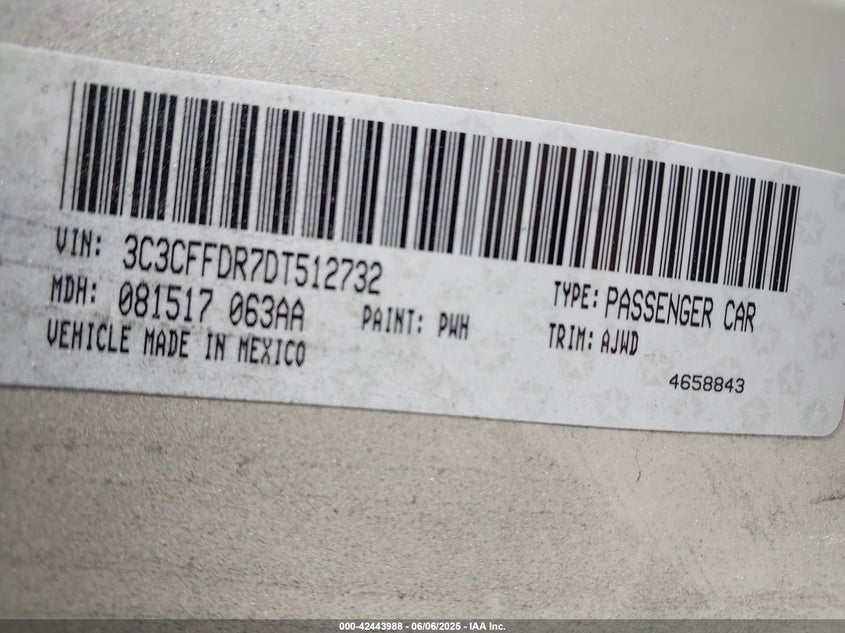 VIN: 3C3CFFDR7DT512732
TYPE: PASSENGER CAR
MDH: 081517 063AA
PAINT: PWH
TRIM: AJWD
VEHICLE MADE IN MEXICO
4658843
000-42443988 - 06/06/2025 - IAA Inc.